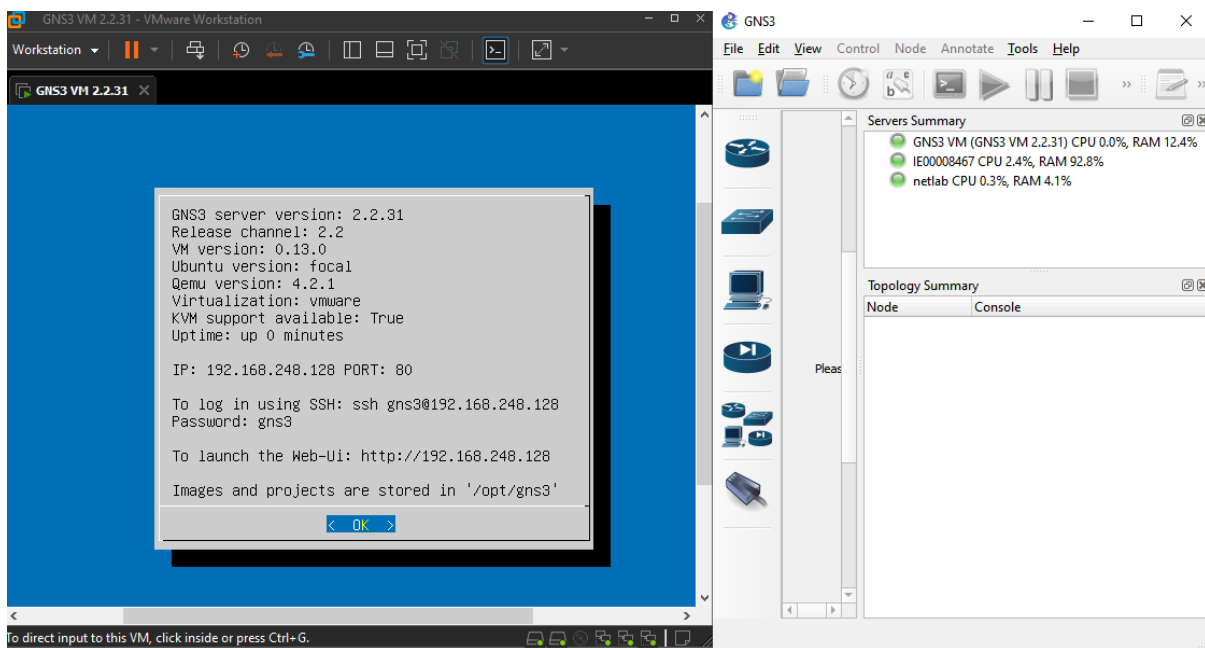 GNS3 VM 2.2.31 - VMware Workstation
Workstation
GNS3 VM 2.2.31
GNS3 server version: 2.2.31
Release channel: 2.2
VM version: 0.13.0
Ubuntu version: focal
Qemu version: 4.2.1
Virtualization: vmware
KVM support available: True
Uptime: up 0 minutes
IP: 192.168.248.128 PORT: 80
To log in using SSH: ssh gns3@192.168.248.128
Password: gns3
To launch the Web-Ui: http://192.168.248.128
Images and projects are stored in '/opt/gns3'
< OK >
To direct input to this VM, click inside or press Ctrl+G.
GNS3
File Edit View Control Node Annotate Tools Help
Servers Summary
GNS3 VM (GNS3 VM 2.2.31) CPU 0.0%, RAM 12.4%
IE00008467 CPU 2.4%, RAM 92.8%
netlab CPU 0.3%, RAM 4.1%
Topology Summary
Node Console
Pleas